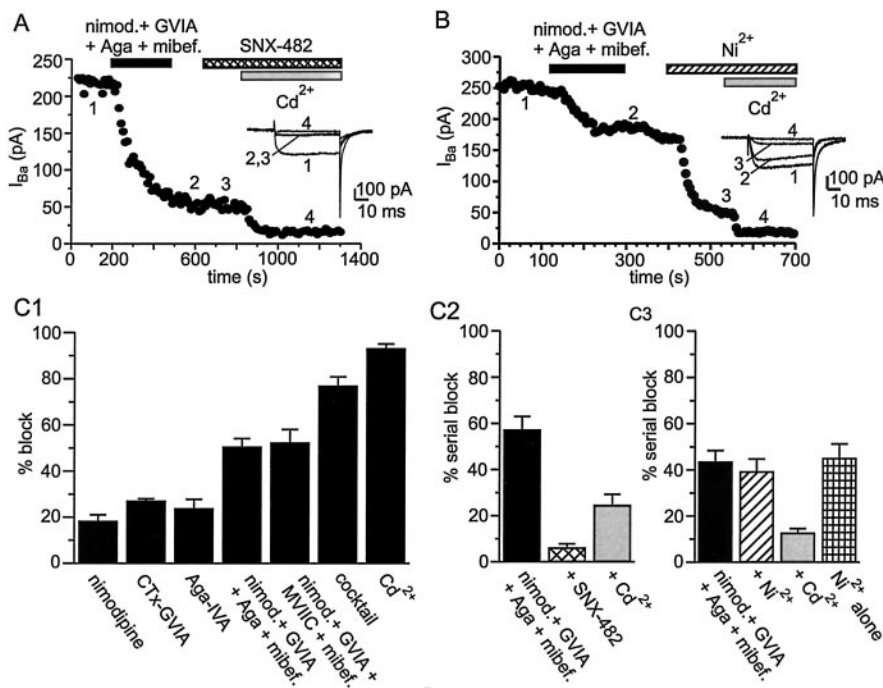 A
nimod.+ GVIA
+ Aga + mibef.
SNX-482
Cd2+
250
200
150
100
50
0
I Ba (pA)
1
2
3
4
4
2,3
1
100 pA
10 ms
0 200 400 600 800 1000 1400
time (s)
B
nimod.+ GVIA
+ Aga + mibef.
Ni2+
Cd2+
300
250
200
150
100
50
0
I Ba (pA)
1
2
3
4
4
3
2
1
100 pA
10 ms
0 100 200 300 400 500 700
time (s)
C1
100
80
60
40
20
0
% block
nimodipine
CTx-GVIA
Aga-IVA
nimod.+ GVIA
+ Aga + mibef.
nimod.+ GVIA +
MVIIC + mibef.
cocktail
Cd2+
C2
100
80
60
40
20
0
% serial block
nimod.+ GVIA
+ Aga + mibef.
+ SNX-482
+ Cd2+
C3
100
80
60
40
20
0
% serial block
nimod.+ GVIA
+ Aga + mibef.
+ Ni2+
+ Cd2+
Ni2+
alone